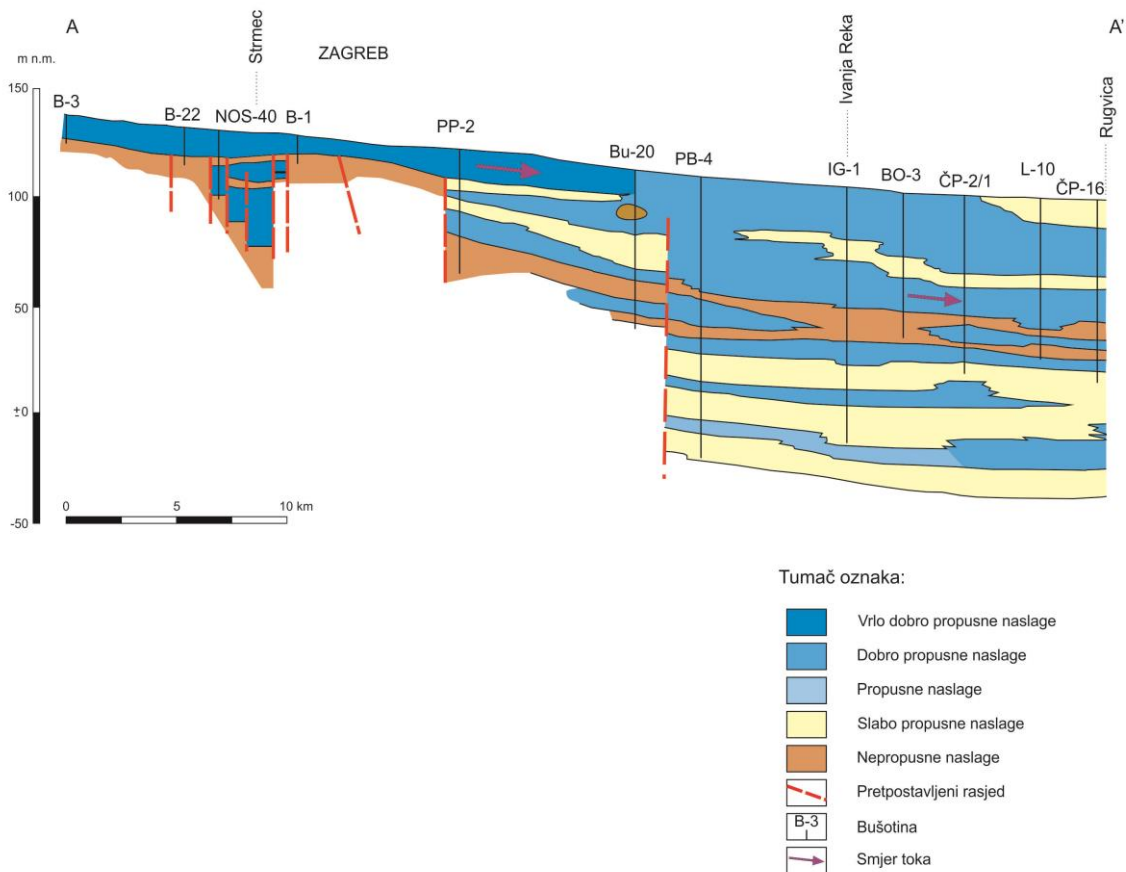 A
A'
m n.m.
Strmec
ZAGREB
Ivanja Reka
Rugvica
150
100
50
±0
-50
B-3
B-22
NOS-40
B-1
PP-2
Bu-20
PB-4
IG-1
BO-3
ČP-2/1
L-10
ČP-16
0 5 10 km
Tumač oznaka:
Vrlo dobro propusne naslage
Dobro propusne naslage
Propusne naslage
Slabo propusne naslage
Nepropusne naslage
Pretpostavljeni rasjed
B-3 Bušotina
Smjer toka